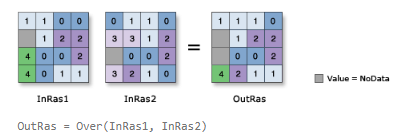 1 1 0 0 0 1 1 0 1 1 1 0
1 2 2 3 3 1 2 = 1 2 2
4 0 0 2 0 0 2 4 0 0 2
4 0 1 1 3 2 1 0 4 2 1 1 Value = NoData
InRas1 InRas2 OutRas
OutRas = Over(InRas1, InRas2)